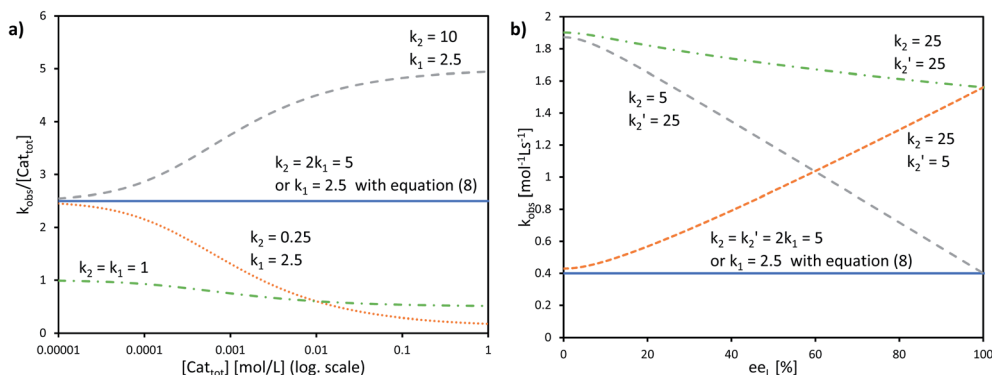 a)
k_obs/[Cat_tot]
6
5
4
3
2
1
0
k₂ = 10
k₁ = 2.5
k₂ = 2k₁ = 5
or k₁ = 2.5 with equation (8)
k₂ = 0.25
k₁ = 2.5
k₂ = k₁ = 1
0.00001 0.0001 0.001 0.01 0.1 1
[Cat_tot] [mol/L] (log. scale)
b)
k_obs [mol⁻¹Ls⁻¹]
2
1.8
1.6
1.4
1.2
1
0.8
0.6
0.4
0.2
0
k₂ = 25
k₂' = 25
k₂ = 5
k₂' = 25
k₂ = 25
k₂' = 5
k₂ = k₂' = 2k₁ = 5
or k₁ = 2.5 with equation (8)
0 20 40 60 80 100
ee_L [%]